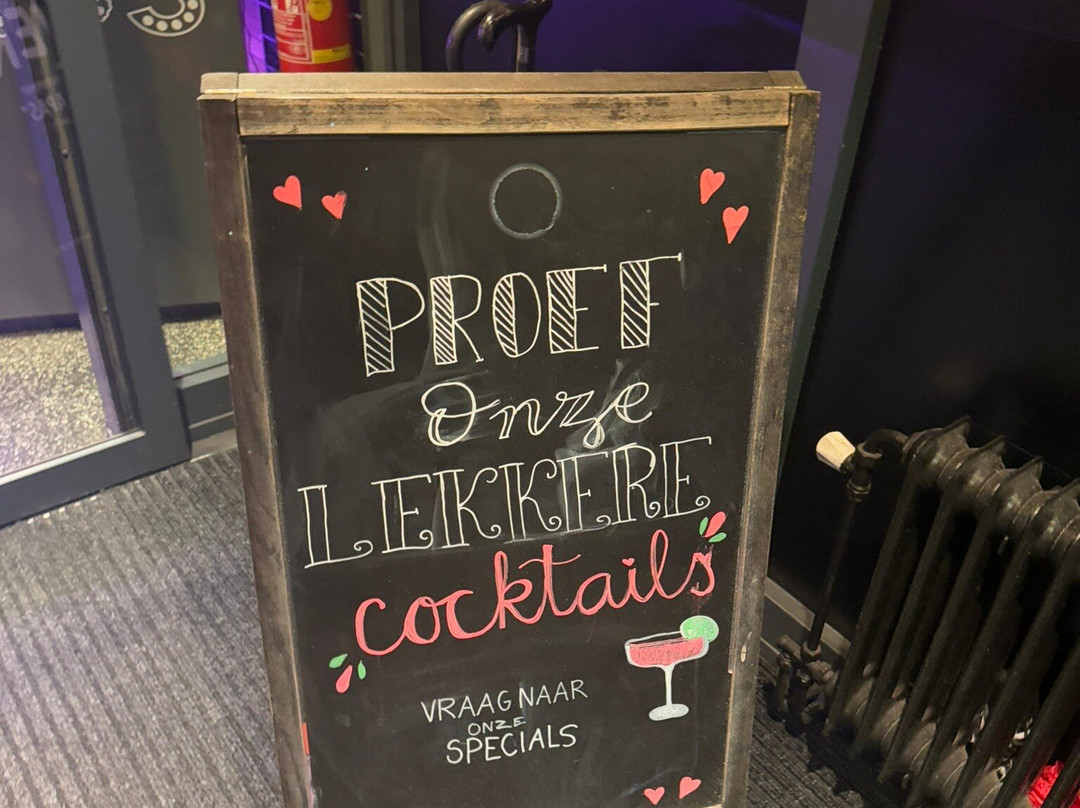 PROEF
Onze
LEKKERE
cocktails
VRAAG NAAR
ONZE
SPECIALS